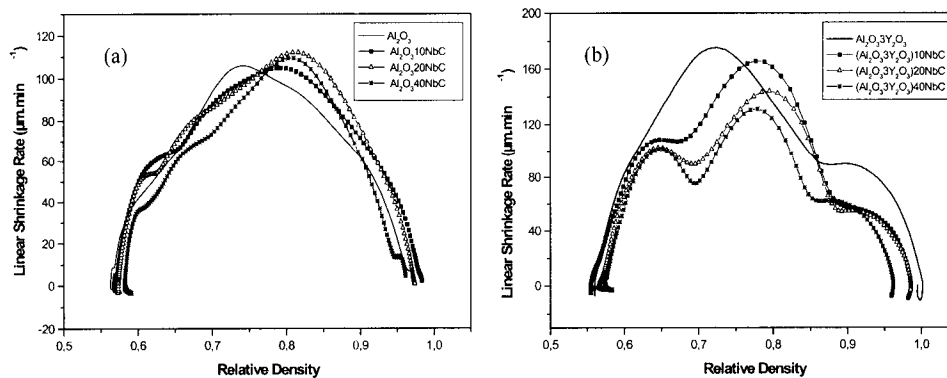 (a)
Al₂O₃
Al₂O₃10NbC
Al₂O₃20NbC
Al₂O₃40NbC
Linear Shrinkage Rate (µm.min⁻¹
120
100
80
60
40
20
0
-20
0,5
0,6
0,7
0,8
0,9
1,0
Relative Density
(b)
Al₂O₃3Y₂O₃
(Al₂O₃3Y₂O₃)10NbC
(Al₂O₃3Y₂O₃)20NbC
(Al₂O₃3Y₂O₃)40NbC
Linear Shrinkage Rate (µm.min⁻¹
200
160
120
80
40
0
-30
0,5
0,6
0,7
0,8
0,9
1,0
Relative Density